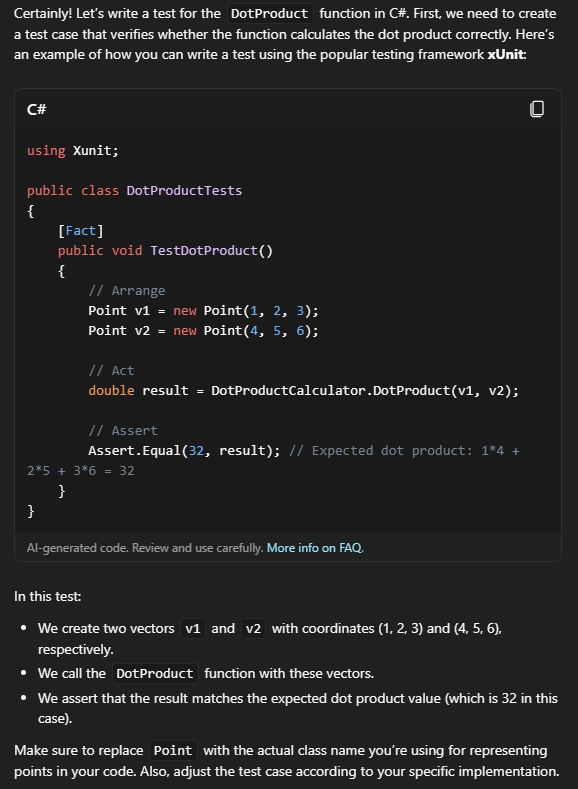 Certainly! Let’s write a test for the DotProduct function in C#. First, we need to create
a test case that verifies whether the function calculates the dot product correctly. Here’s
an example of how you can write a test using the popular testing framework xUnit:
C#
using Xunit;
public class DotProductTests
{
[Fact]
public void TestDotProduct()
{
// Arrange
Point v1 = new Point(1, 2, 3);
Point v2 = new Point(4, 5, 6);
// Act
double result = DotProductCalculator.DotProduct(v1, v2);
// Assert
Assert.Equal(32, result); // Expected dot product: 1*4 +
2*5 + 3*6 = 32
}
}
AI-generated code. Review and use carefully. More info on FAQ.
In this test:
• We create two vectors v1 and v2 with coordinates (1, 2, 3) and (4, 5, 6),
respectively.
• We call the DotProduct function with these vectors.
• We assert that the result matches the expected dot product value (which is 32 in this
case).
Make sure to replace Point with the actual class name you’re using for representing
points in your code. Also, adjust the test case according to your specific implementation.